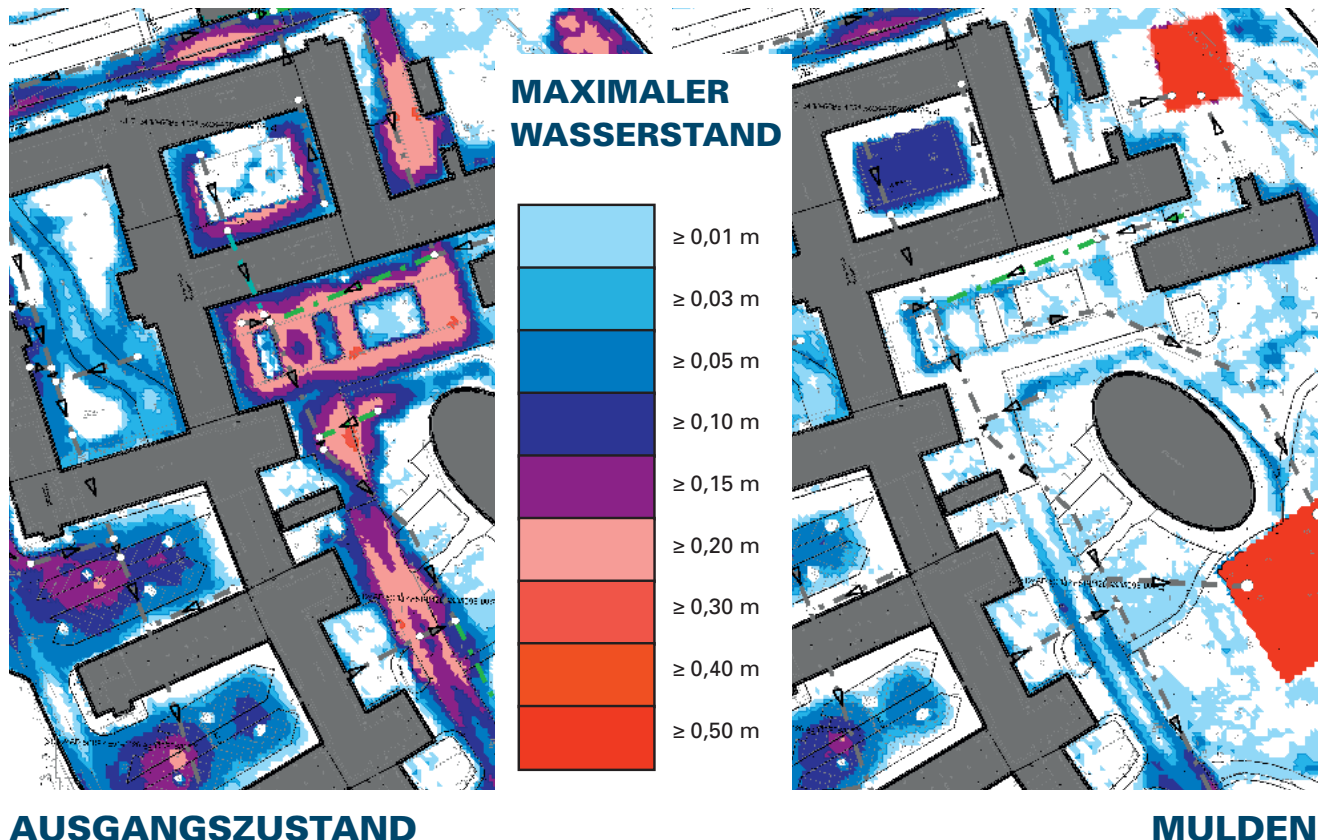 MAXIMALER
WASSERSTAND
≥ 0,01 m
≥ 0,03 m
≥ 0,05 m
≥ 0,10 m
≥ 0,15 m
≥ 0,20 m
≥ 0,30 m
≥ 0,40 m
≥ 0,50 m
AUSGANGSZUSTAND
MULDEN